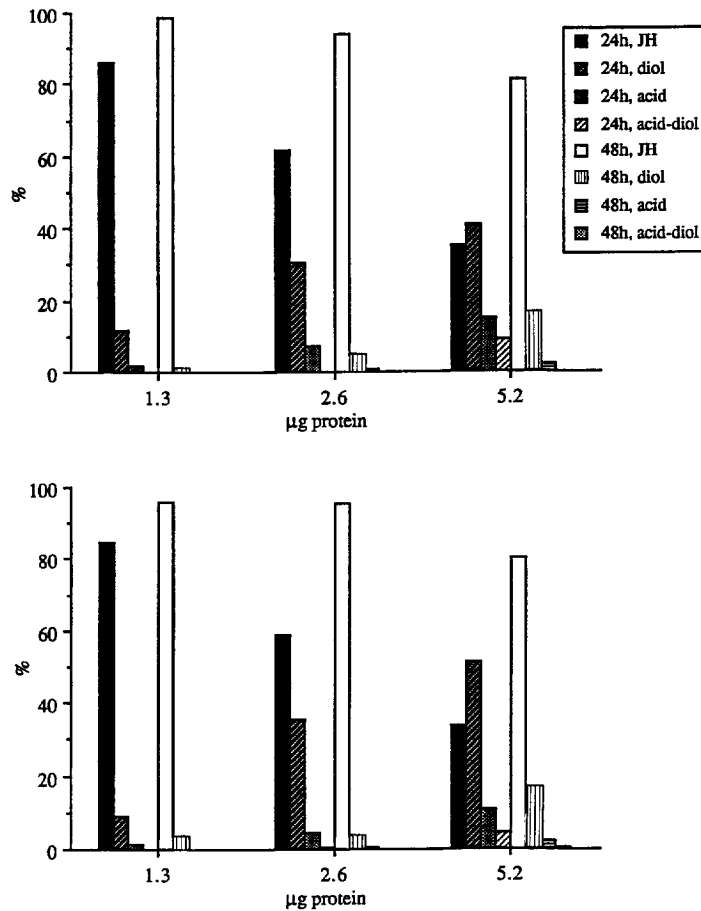 100
80
60
40
20
0
%
1.3
2.6
5.2
μg protein
24h, JH
24h, diol
24h, acid
24h, acid-diol
48h, JH
48h, diol
48h, acid
48h, acid-diol
100
80
60
40
20
0
%
1.3
2.6
5.2
μg protein